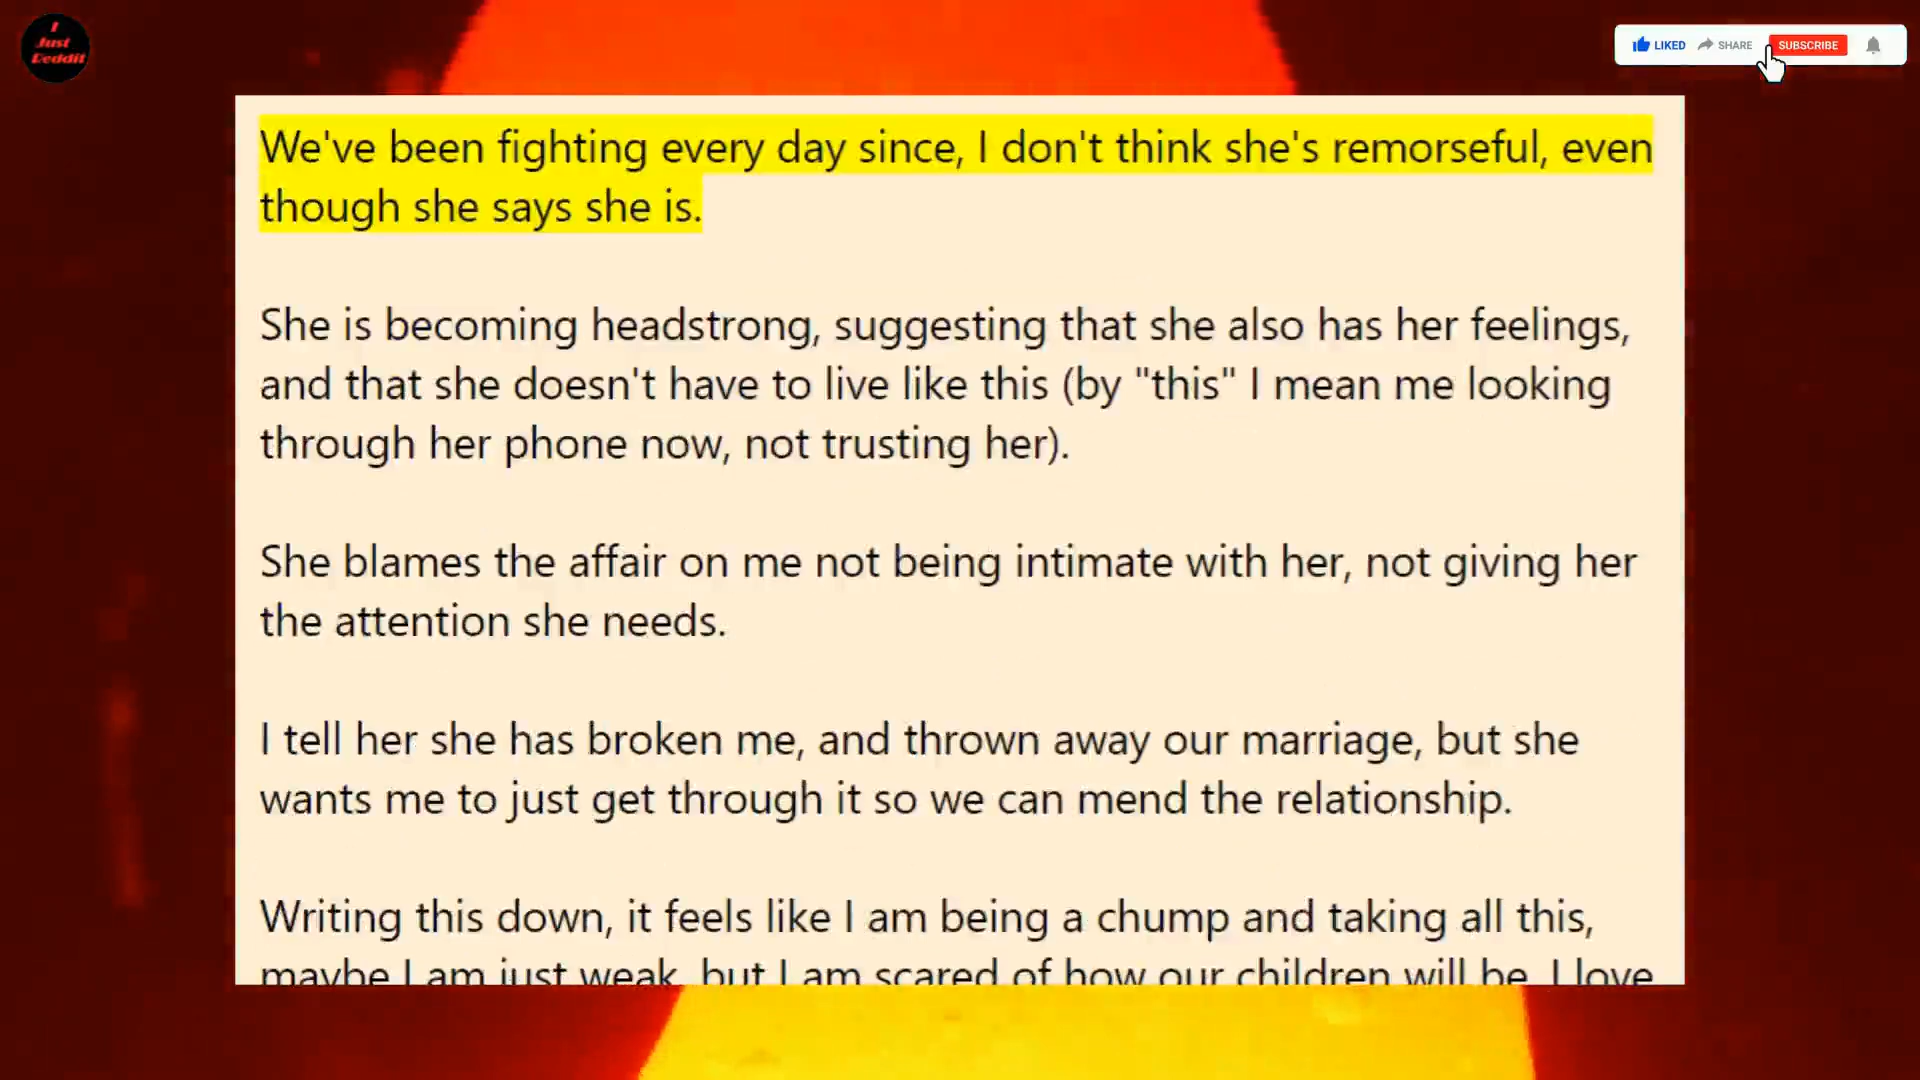 I
Just
Reddit
LIKED SHARE SUBSCRIBE
We've been fighting every day since, I don't think she's remorseful, even
though she says she is.
She is becoming headstrong, suggesting that she also has her feelings,
and that she doesn't have to live like this (by "this" I mean me looking
through her phone now, not trusting her).
She blames the affair on me not being intimate with her, not giving her
the attention she needs.
I tell her she has broken me, and thrown away our marriage, but she
wants me to just get through it so we can mend the relationship.
Writing this down, it feels like I am being a chump and taking all this,
maybe I am just weak, but I am scared of how our children will be. I love